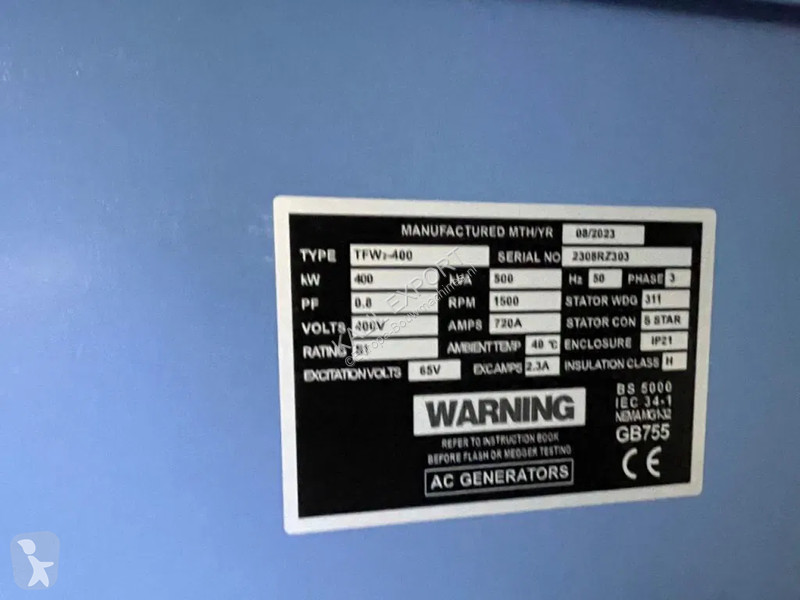 MANUFACTURED MTH/YR 08/2023
TYPE TFW2-400 SERIAL NO 2308RZ303
KW 400 kVA 500 Hz 50 PHASE 3
PF 0.8 RPM 1500 STATOR WDG 311
VOLTS 400V AMPS 720A STATOR CON S STAR
RATING S1 AMBIENT TEMP 40 ℃ ENCLOSURE IP21
EXCITATION VOLTS 65V EXC AMPS 2.3A INSULATION CLASS H
WARNING
REFER TO INSTRUCTION BOOK
BEFORE FLASH OR MEGGER TESTING
AC GENERATORS
BS 5000
IEC 34-1
NEMA MG1-32
GB755
CE
KALI EXPORT